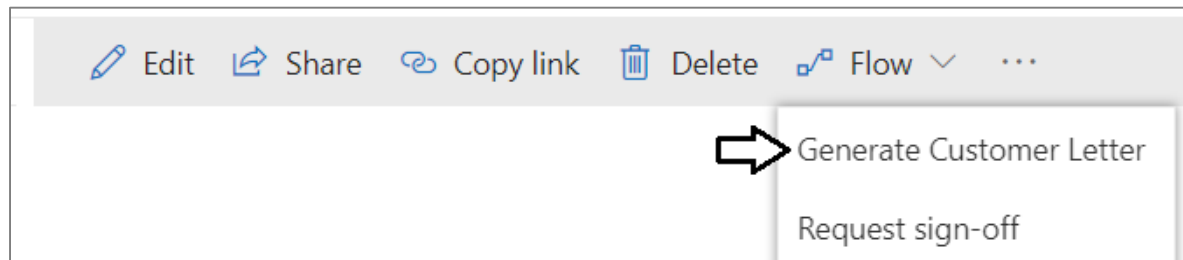 Edit Share Copy link Delete Flow ...
Generate Customer Letter
Request sign-off